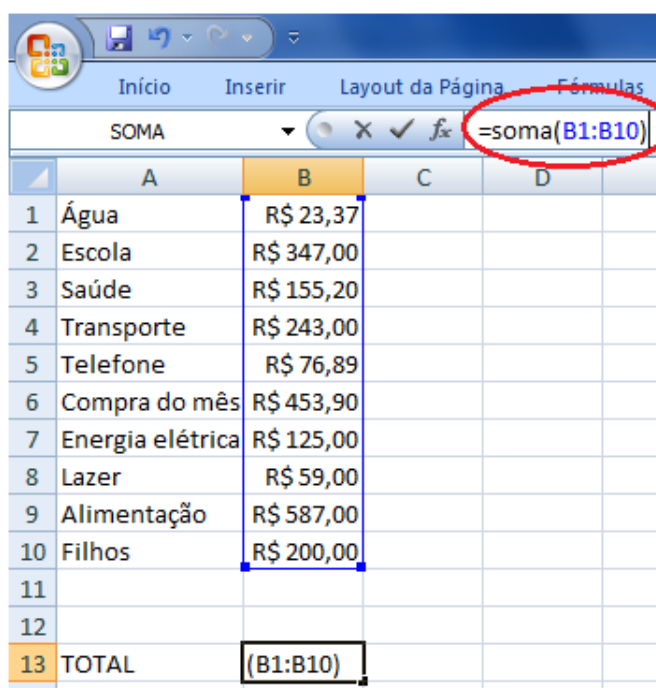 Início Inserir Layout da Página Fórmulas
SOMA =soma(B1:B10)
A B C D
1 Água R$ 23,37
2 Escola R$ 347,00
3 Saúde R$ 155,20
4 Transporte R$ 243,00
5 Telefone R$ 76,89
6 Compra do mês R$ 453,90
7 Energia elétrica R$ 125,00
8 Lazer R$ 59,00
9 Alimentação R$ 587,00
10 Filhos R$ 200,00
11
12
13 TOTAL (B1:B10)